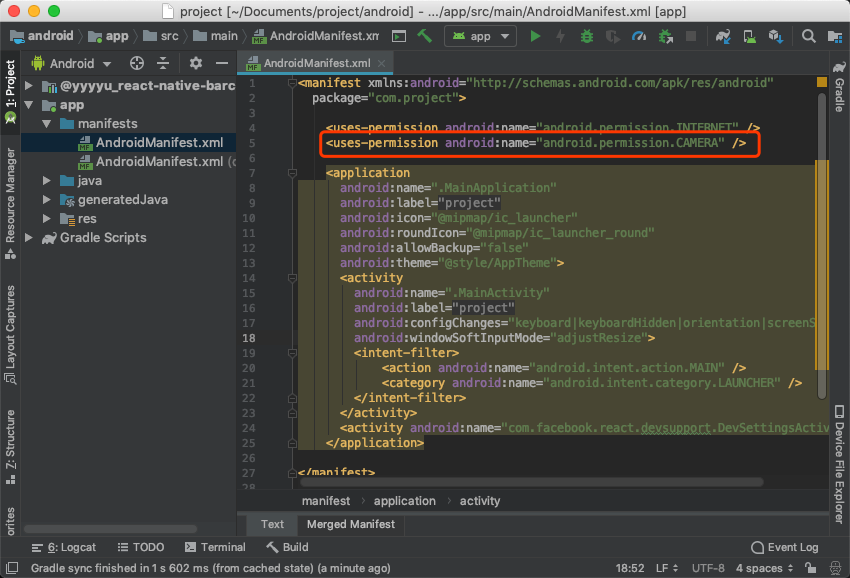 project [~/Documents/project/android] - .../app/src/main/AndroidManifest.xml [app]
android
app
src
main
AndroidManifest.xm
app
1: Project
Resource Manager
Layout Captures
Z: Structure
orites
Android
@yyyyu_react-native-barc
app
manifests
AndroidManifest.xml
AndroidManifest.xml (
java
generatedJava
res
Gradle Scripts
AndroidManifest.xml
1 <manifest xmlns:android="http://schemas.android.com/apk/res/android"
2 package="com.project">
3
4 <uses-permission android:name="android.permission.INTERNET" />
5 <uses-permission android:name="android.permission.CAMERA" />
6
7 <application
8 android:name=".MainApplication"
9 android:label="project"
10 android:icon="@mipmap/ic_launcher"
11 android:roundIcon="@mipmap/ic_launcher_round"
12 android:allowBackup="false"
13 android:theme="@style/AppTheme">
14 <activity
15 android:name=".MainActivity"
16 android:label="project"
17 android:configChanges="keyboard|keyboardHidden|orientation|screenS
18 android:windowSoftInputMode="adjustResize">
19 <intent-filter>
20 <action android:name="android.intent.action.MAIN" />
21 <category android:name="android.intent.category.LAUNCHER" />
22 </intent-filter>
23 </activity>
24 <activity android:name="com.facebook.react.devsupport.DevSettingsActiv
25 </application>
26
27 </manifest>
28
Gradle
Device File Explorer
manifest
application
activity
Text
Merged Manifest
6: Logcat
TODO
Terminal
Build
Event Log
Gradle sync finished in 1 s 602 ms (from cached state) (a minute ago)
18:52
LF
UTF-8
4 spaces